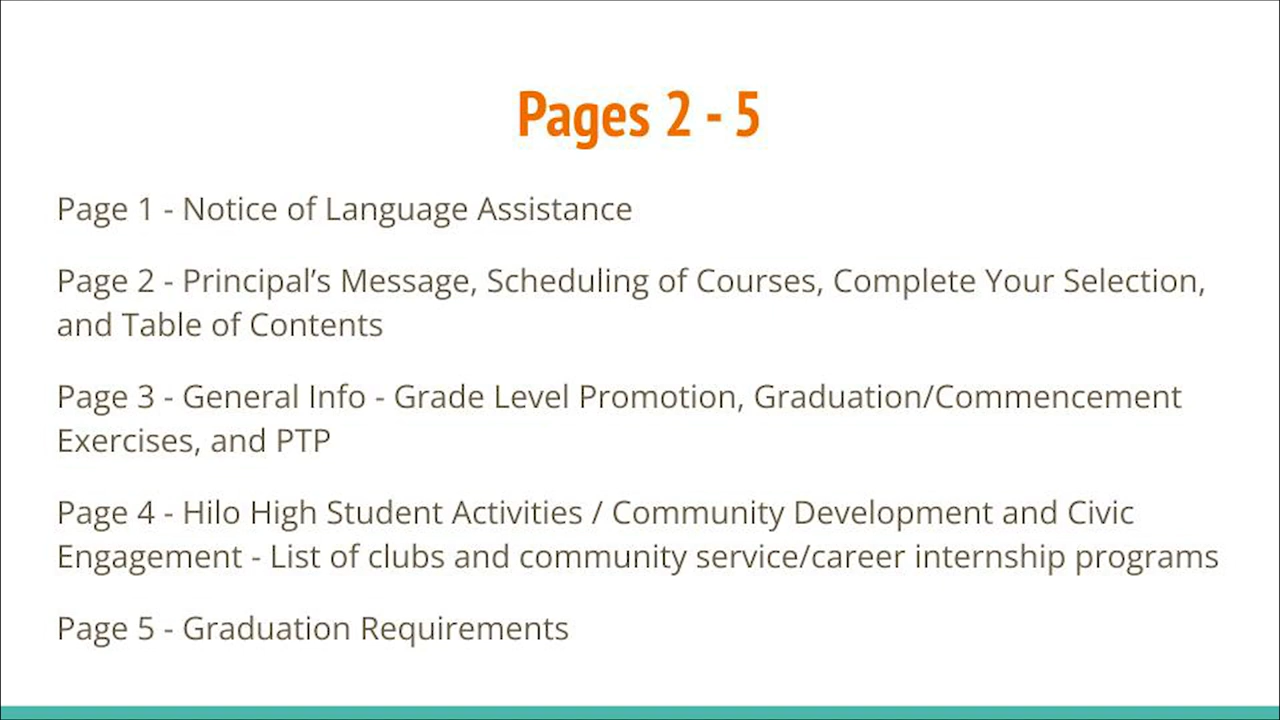 Pages 2 - 5
Page 1 - Notice of Language Assistance
Page 2 - Principal’s Message, Scheduling of Courses, Complete Your Selection,
and Table of Contents
Page 3 - General Info - Grade Level Promotion, Graduation/Commencement
Exercises, and PTP
Page 4 - Hilo High Student Activities / Community Development and Civic
Engagement - List of clubs and community service/career internship programs
Page 5 - Graduation Requirements